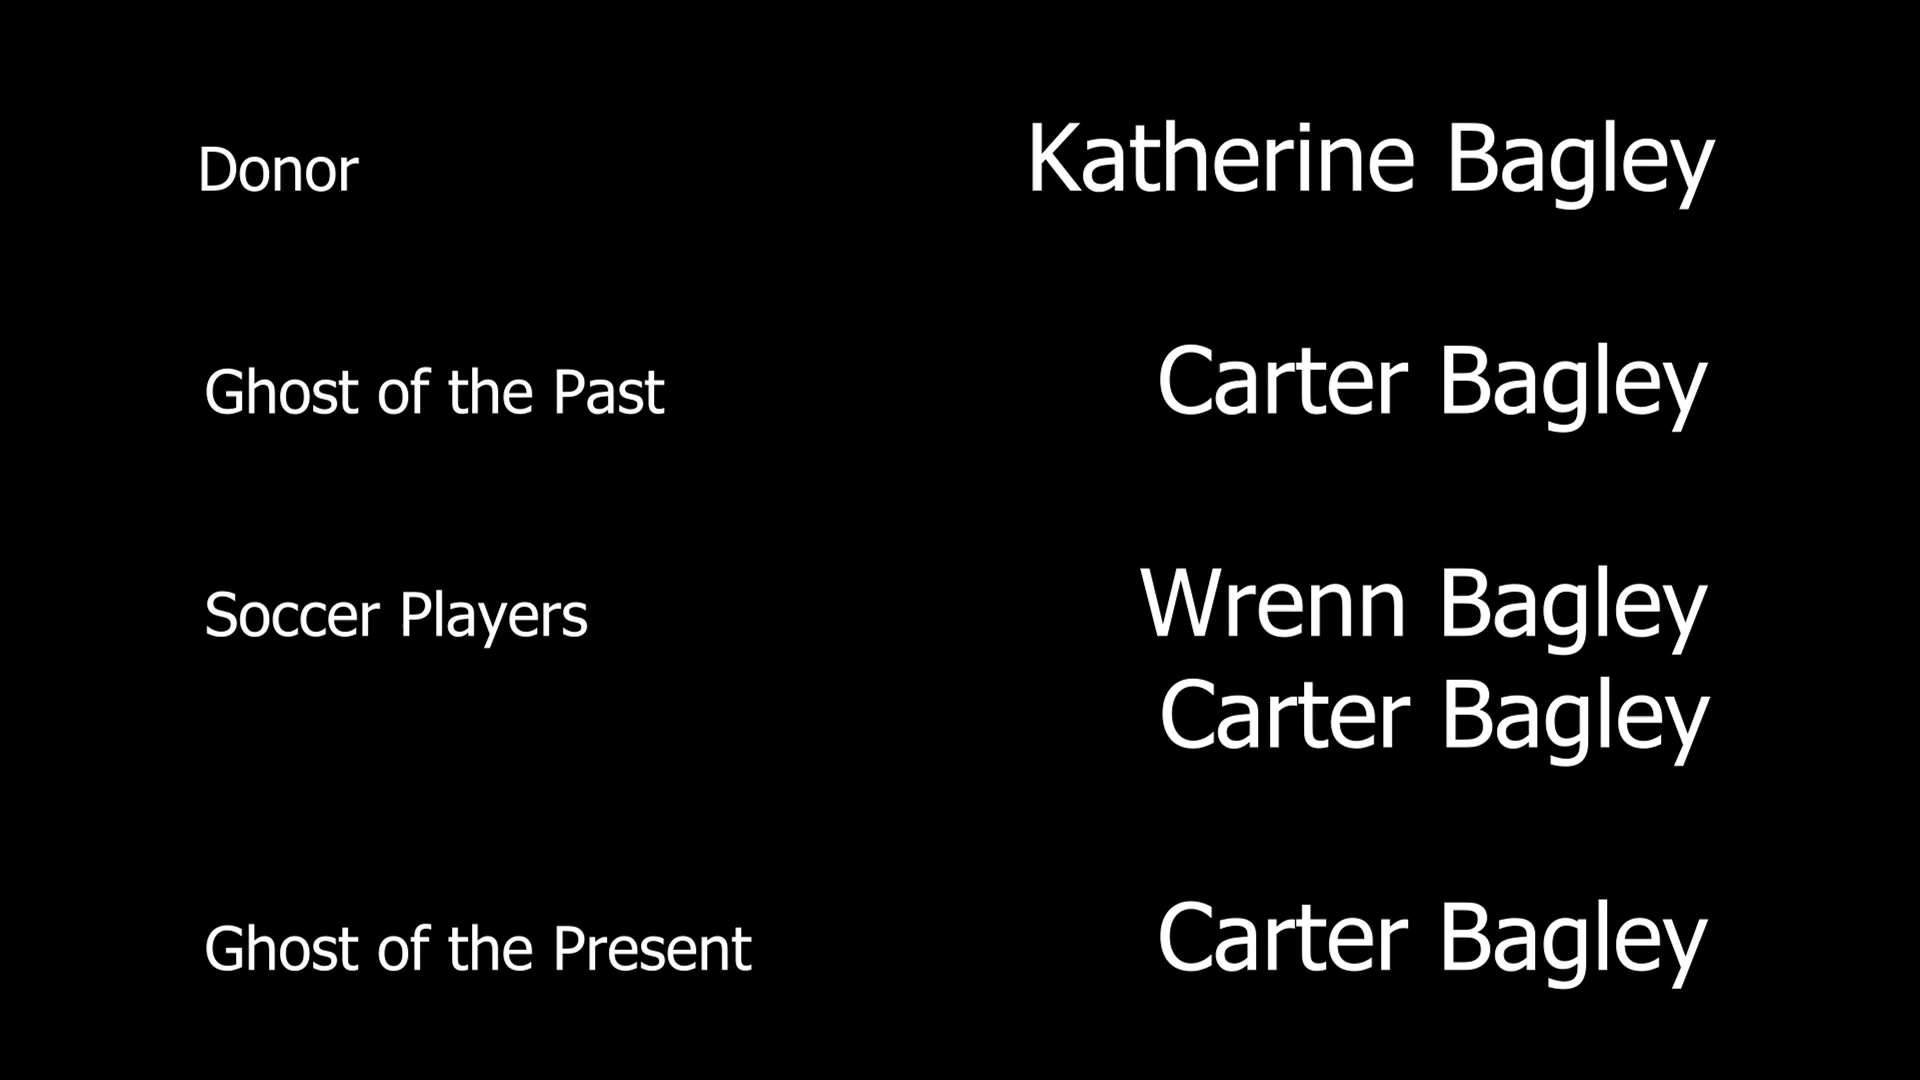 Donor Katherine Bagley
Ghost of the Past Carter Bagley
Soccer Players Wrenn Bagley
Carter Bagley
Ghost of the Present Carter Bagley